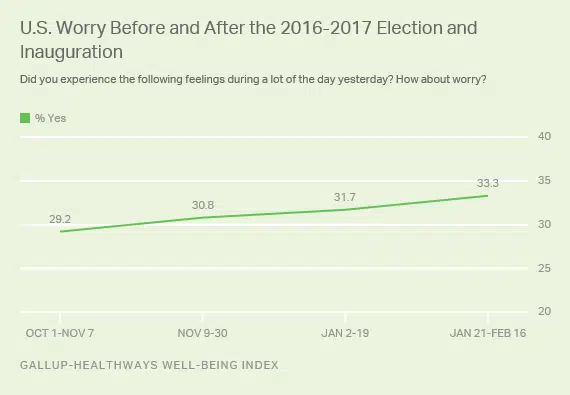 U.S. Worry Before and After the 2016-2017 Election and
Inauguration
Did you experience the following feelings during a lot of the day yesterday? How about worry?
% Yes
40
35
30
25
20
29.2
30.8
31.7
33.3
OCT 1-NOV 7
NOV 9-30
JAN 2-19
JAN 21-FEB 16
GALLUP-HEALTHWAYS WELL-BEING INDEX